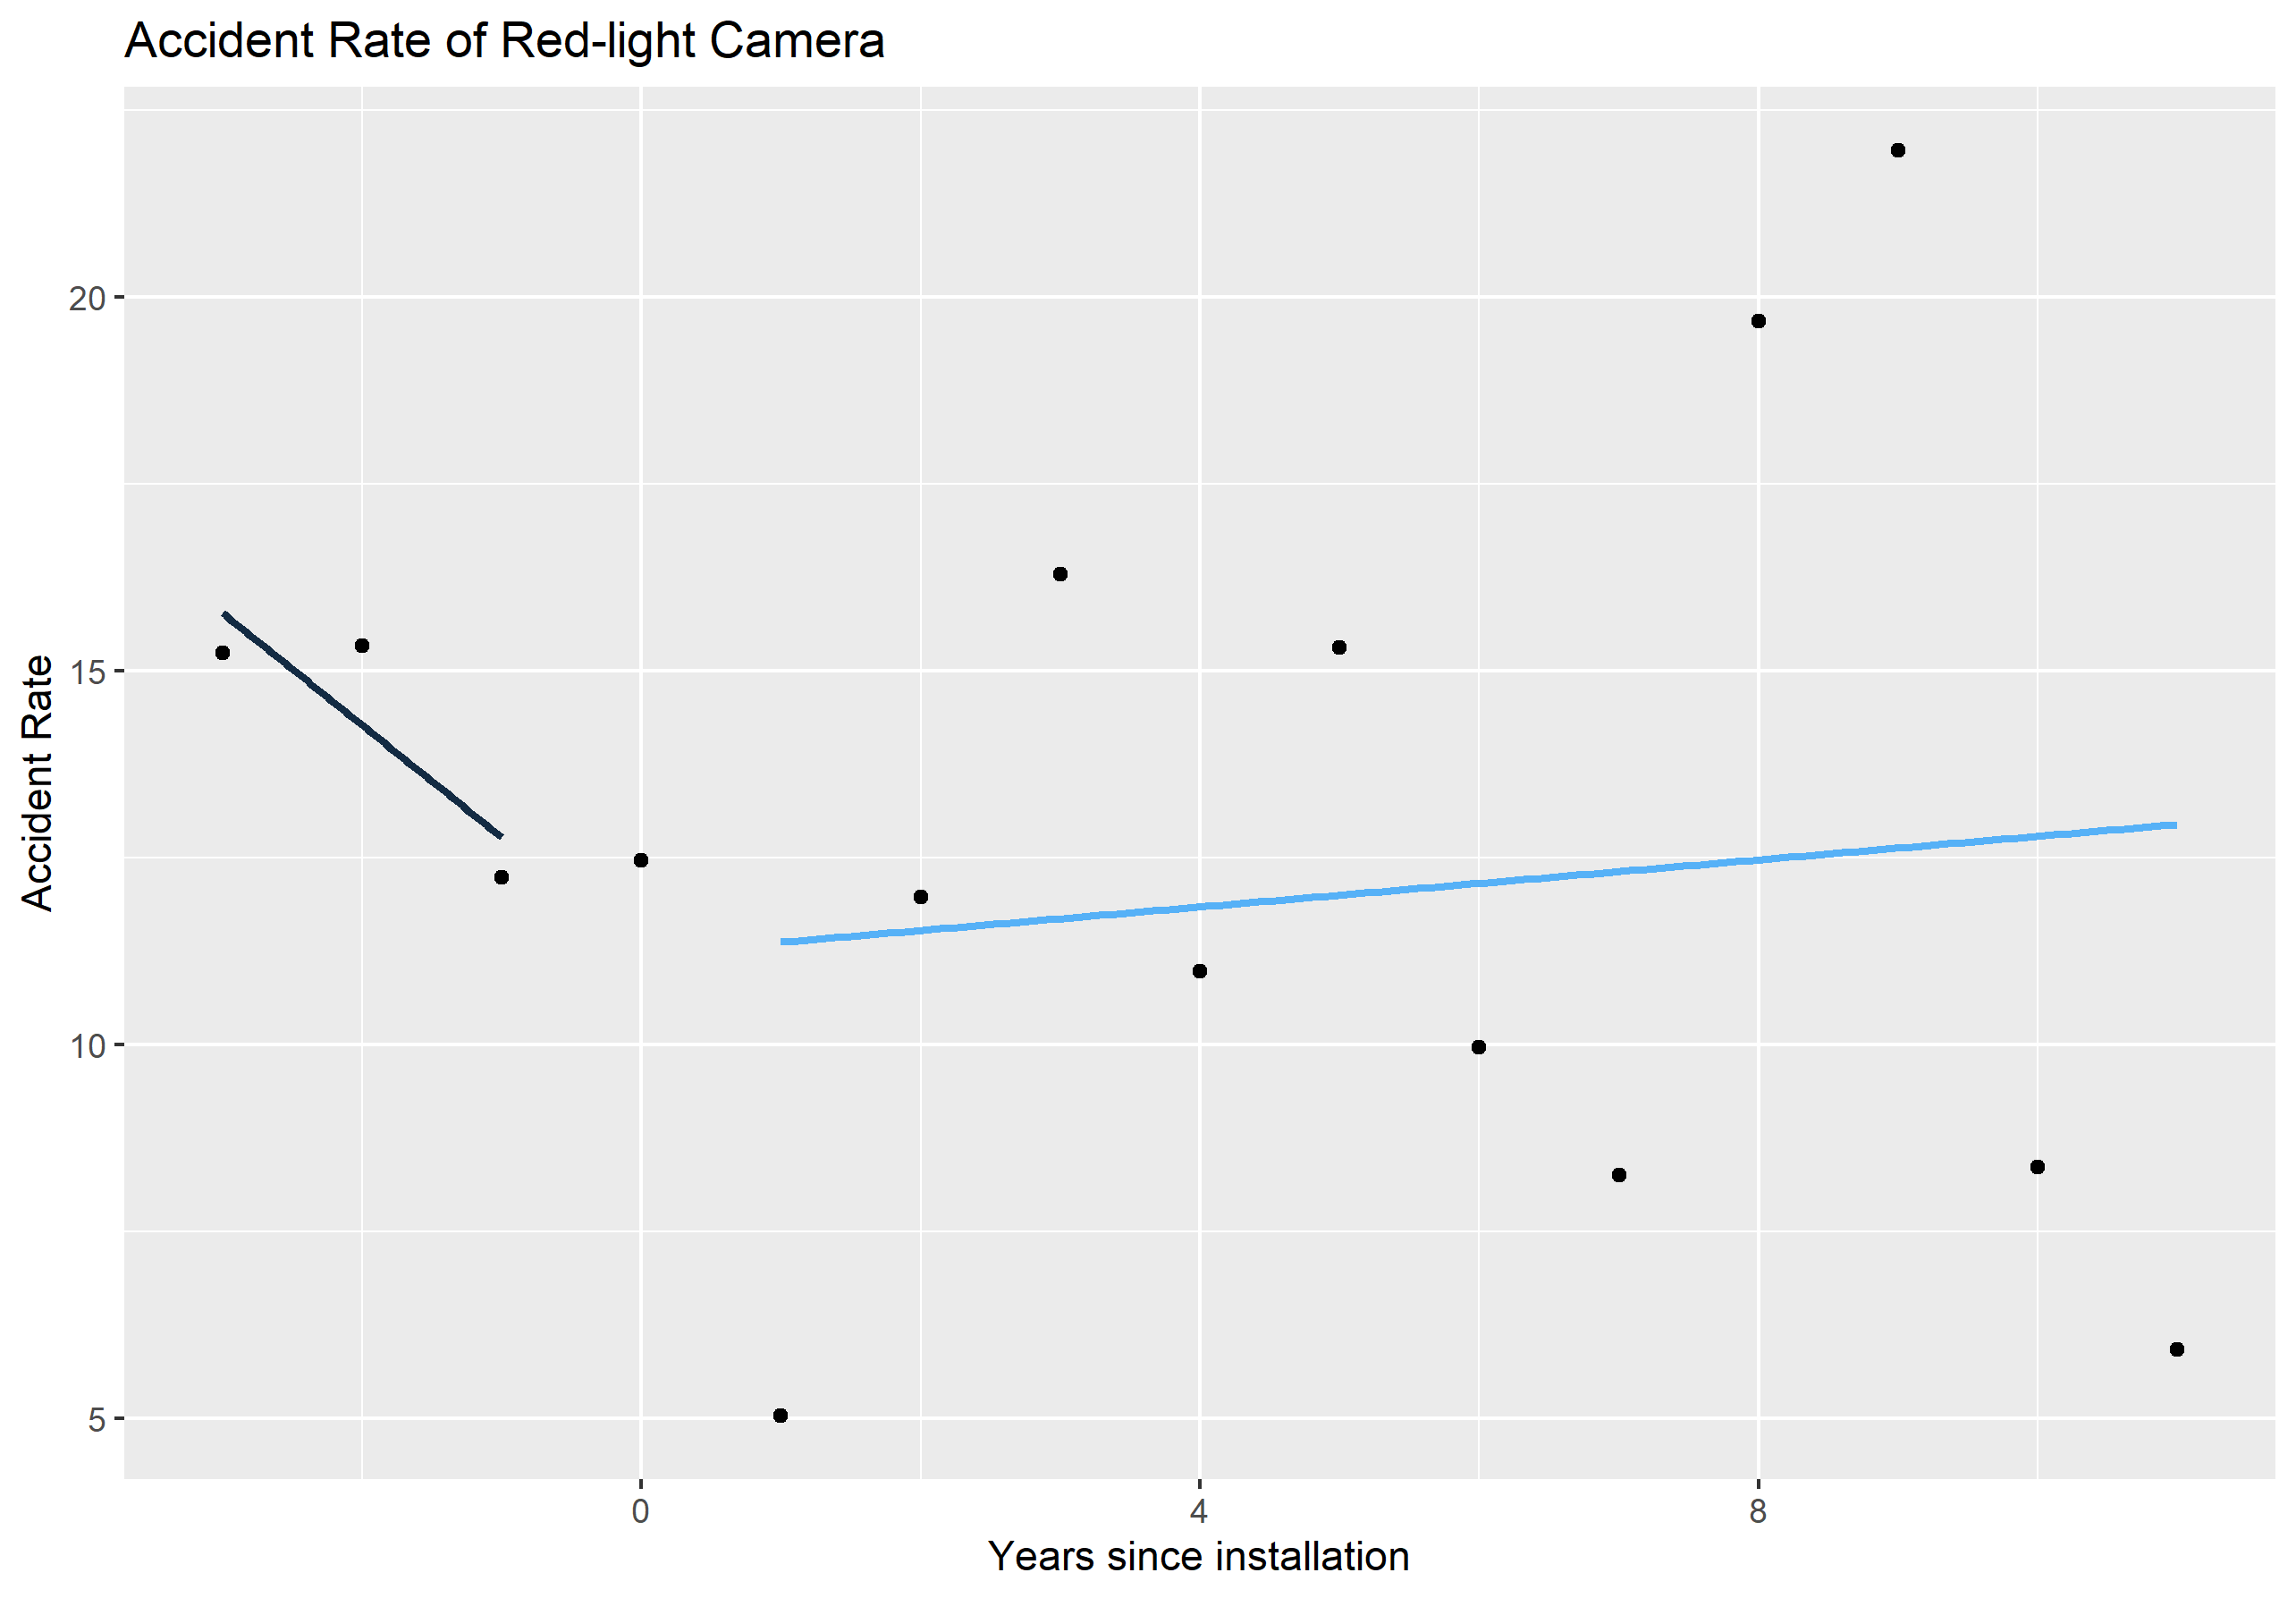 Accident Rate of Red-light Camera
20
15
10
5
Accident Rate
0 4 8
Years since installation